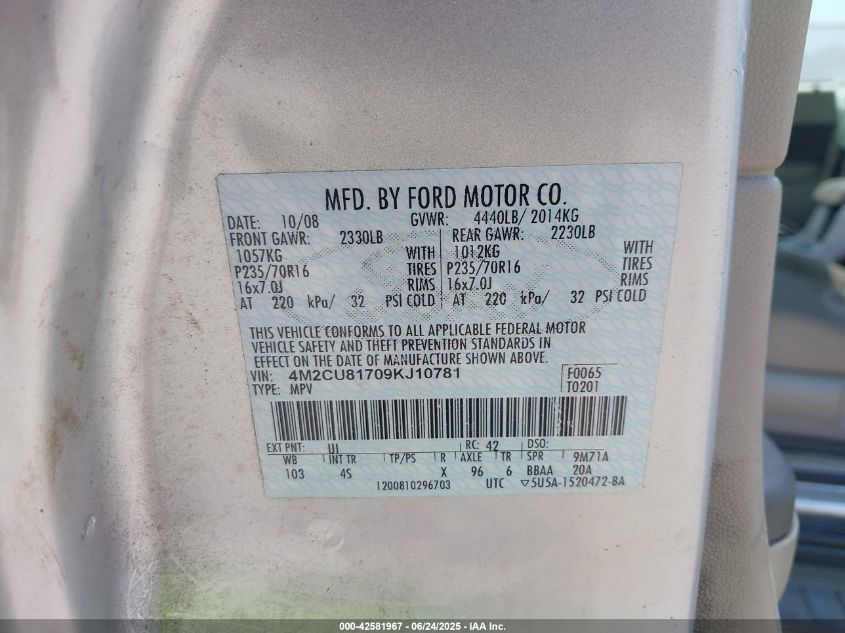 MFD. BY FORD MOTOR CO.
DATE: 10/08 GVWR: 4440LB/ 2014KG
FRONT GAWR: 2330LB REAR GAWR: 2230LB
1057KG WITH 1012KG WITH
P235/70R16 TIRES P235/70R16 TIRES
16x7.0J RIMS 16x7.0J RIMS
AT 220 kPa/ 32 PSI COLD AT 220 kPa/ 32 PSI COLD
THIS VEHICLE CONFORMS TO ALL APPLICABLE FEDERAL MOTOR
VEHICLE SAFETY AND THEFT PREVENTION STANDARDS IN
EFFECT ON THE DATE OF MANUFACTURE SHOWN ABOVE.
VIN: 4M2CU81709KJ10781 F0065
TYPE: MPV T0201
EXT PNT: UI RC: 42 DSO:
WB INT TR TP/PS R AXLE TR SPR 9M71A
103 4S X 96 6 BBAA 20A
1200810296703 UTC ▽5U5A-1520472-BA
000-42581967 - 06/24/2025 - IAA Inc.